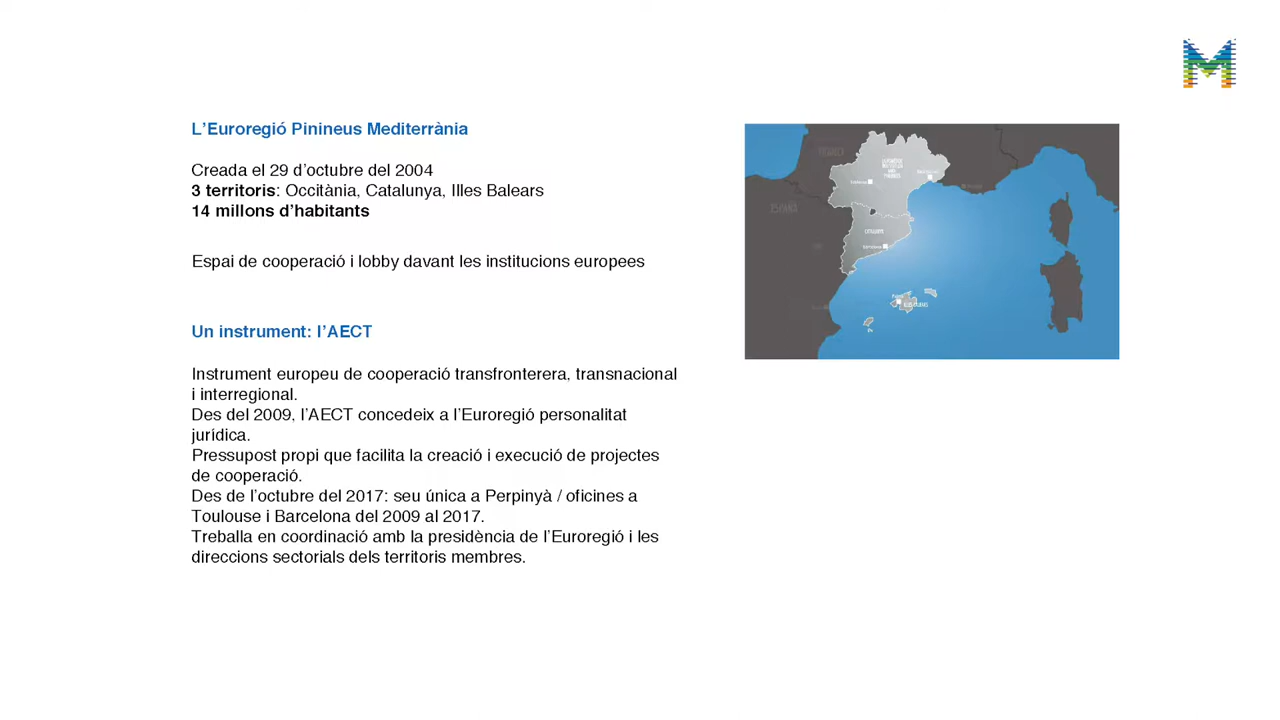 L’Euroregió Pinineus Mediterrània
Creada el 29 d’octubre del 2004
3 territoris: Occitània, Catalunya, Illes Balears
14 millons d’habitants
Espai de cooperació i lobby davant les institucions europees
Un instrument: l’AECT
Instrument europeu de cooperació transfronterera, transnacional
i interregional.
Des del 2009, l’AECT concedeix a l’Euroregió personalitat
jurídica.
Pressupost propi que facilita la creació i execució de projectes
de cooperació.
Des de l’octubre del 2017: seu única a Perpinyà / oficines a
Toulouse i Barcelona del 2009 al 2017.
Treballa en coordinació amb la presidència de l’Euroregió i les
direccions sectorials dels territoris membres.
M